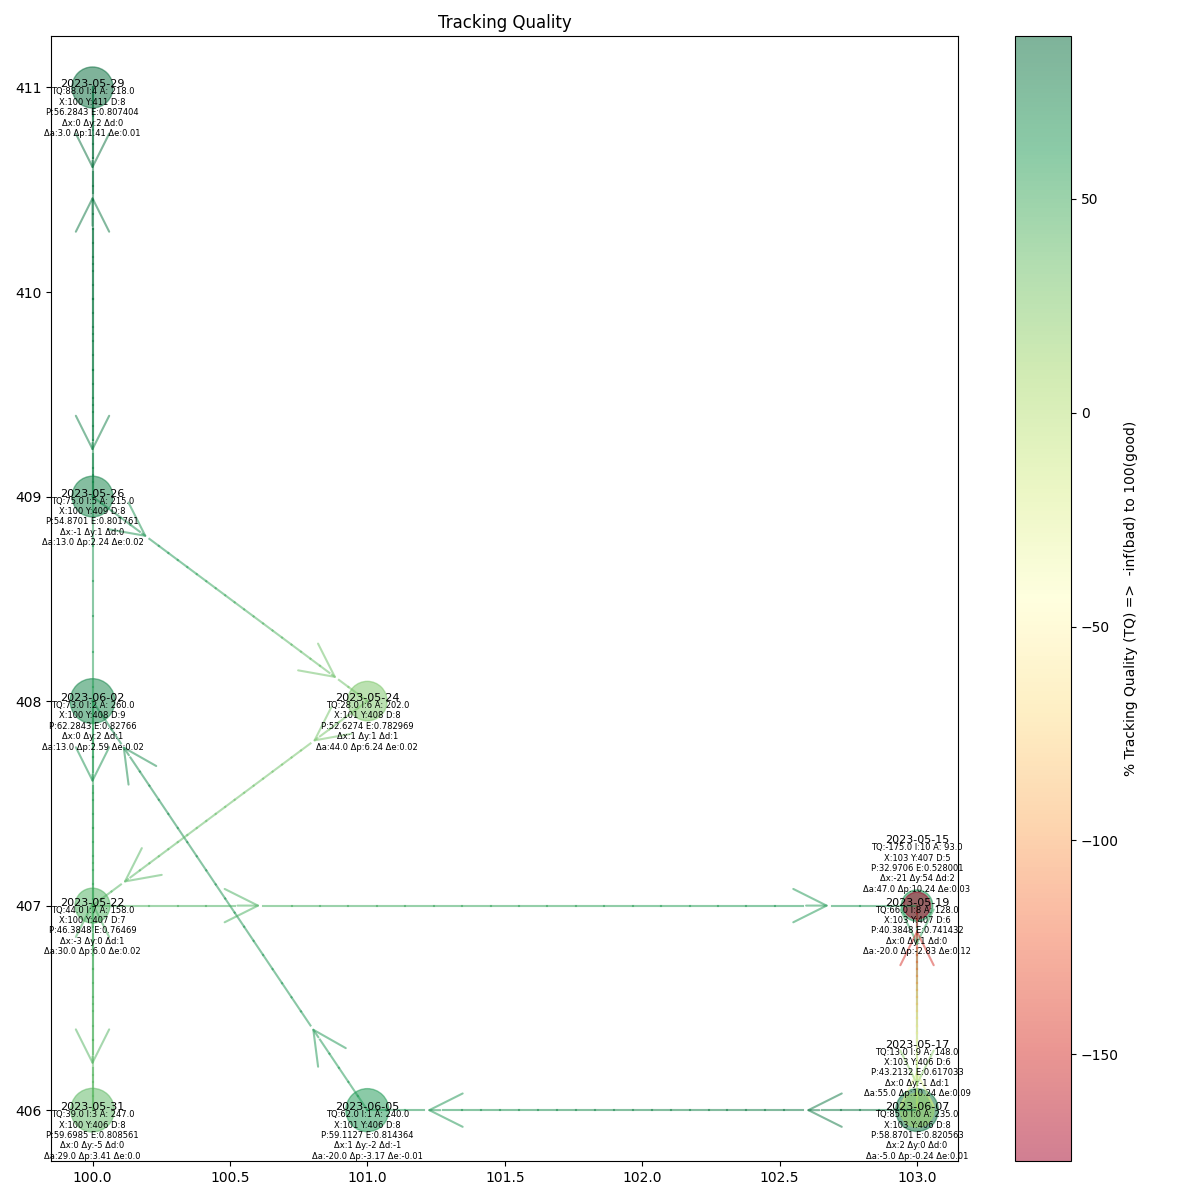 Tracking Quality
411
410
409
408
407
406
100.0
100.5
101.0
101.5
102.0
102.5
103.0
2023-05-29
TQ:88.0 I:4 A: 218.0
X:100 Y:411 D:8
P:56.2843 E:0.807404
Δx:0 Δy:2 Δd:0
Δa:3.0 Δp:1.41 Δe:0.01
2023-05-26
TQ:75.0 I:5 A: 215.0
X:100 Y:409 D:8
P:54.8701 E:0.801761
Δx:-1 Δy:1 Δd:0
Δa:13.0 Δp:2.24 Δe:0.02
2023-06-02
TQ:73.0 I:2 A: 260.0
X:100 Y:408 D:9
P:62.2843 E:0.82766
Δx:0 Δy:2 Δd:1
Δa:13.0 Δp:2.59 Δe:0.02
2023-05-24
TQ:28.0 I:6 A: 202.0
X:101 Y:408 D:8
P:52.6274 E:0.782969
Δx:1 Δy:1 Δd:1
Δa:44.0 Δp:6.24 Δe:0.02
2023-05-22
TQ:44.0 I:7 A: 158.0
X:100 Y:407 D:7
P:46.3848 E:0.76469
Δx:-3 Δy:0 Δd:1
Δa:30.0 Δp:6.0 Δe:0.02
2023-05-15
TQ:-175.0 I:10 A: 93.0
X:103 Y:407 D:5
P:32.9706 E:0.528001
Δx:-21 Δy:54 Δd:2
Δa:47.0 Δp:10.24 Δe:0.03
2023-05-19
TQ:66.0 I:8 A: 128.0
X:103 Y:407 D:6
P:40.3848 E:0.741432
Δx:0 Δy:1 Δd:0
Δa:-20.0 Δp:-2.83 Δe:0.12
2023-05-17
TQ:13.0 I:9 A: 148.0
X:103 Y:406 D:6
P:43.2132 E:0.617033
Δx:0 Δy:-1 Δd:1
Δa:55.0 Δp:10.24 Δe:0.09
2023-05-31
TQ:39.0 I:3 A: 247.0
X:100 Y:406 D:8
P:59.6985 E:0.808561
Δx:0 Δy:-5 Δd:0
Δa:29.0 Δp:3.41 Δe:0.0
2023-06-05
TQ:62.0 I:1 A: 240.0
X:101 Y:406 D:8
P:59.1127 E:0.814364
Δx:1 Δy:-2 Δd:-1
Δa:-20.0 Δp:-3.17 Δe:-0.01
2023-06-07
TQ:85.0 I:0 A: 235.0
X:103 Y:406 D:8
P:58.8701 E:0.820563
Δx:2 Δy:0 Δd:0
Δa:-5.0 Δp:-0.24 Δe:0.01
50
0
−50
−100
−150
% Tracking Quality (TQ) =>  -inf(bad) to 100(good)